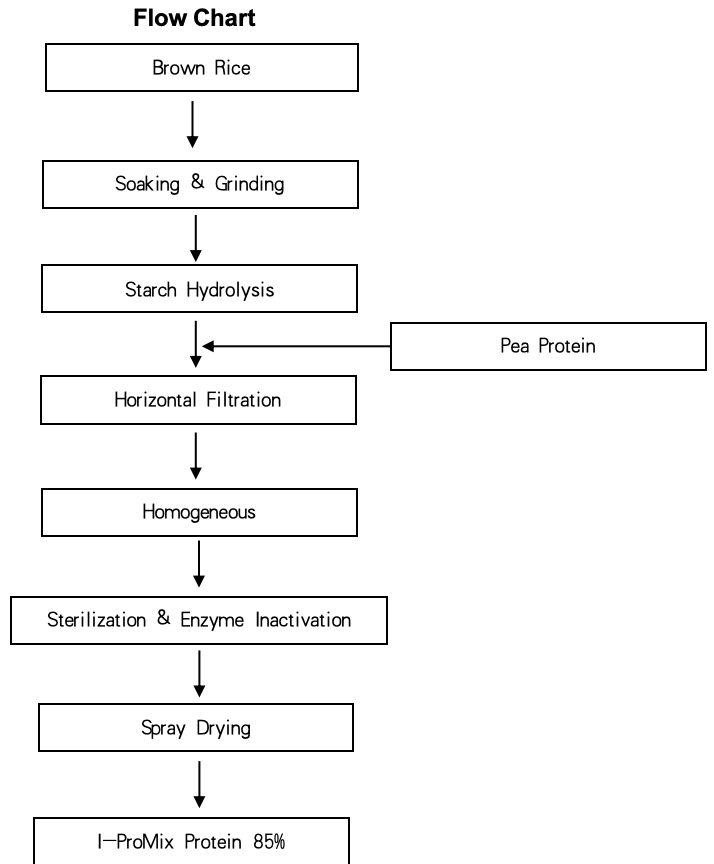 Flow Chart
Brown Rice
Soaking & Grinding
Starch Hydrolysis
Pea Protein
Horizontal Filtration
Homogeneous
Sterilization & Enzyme Inactivation
Spray Drying
I-ProMix Protein 85%